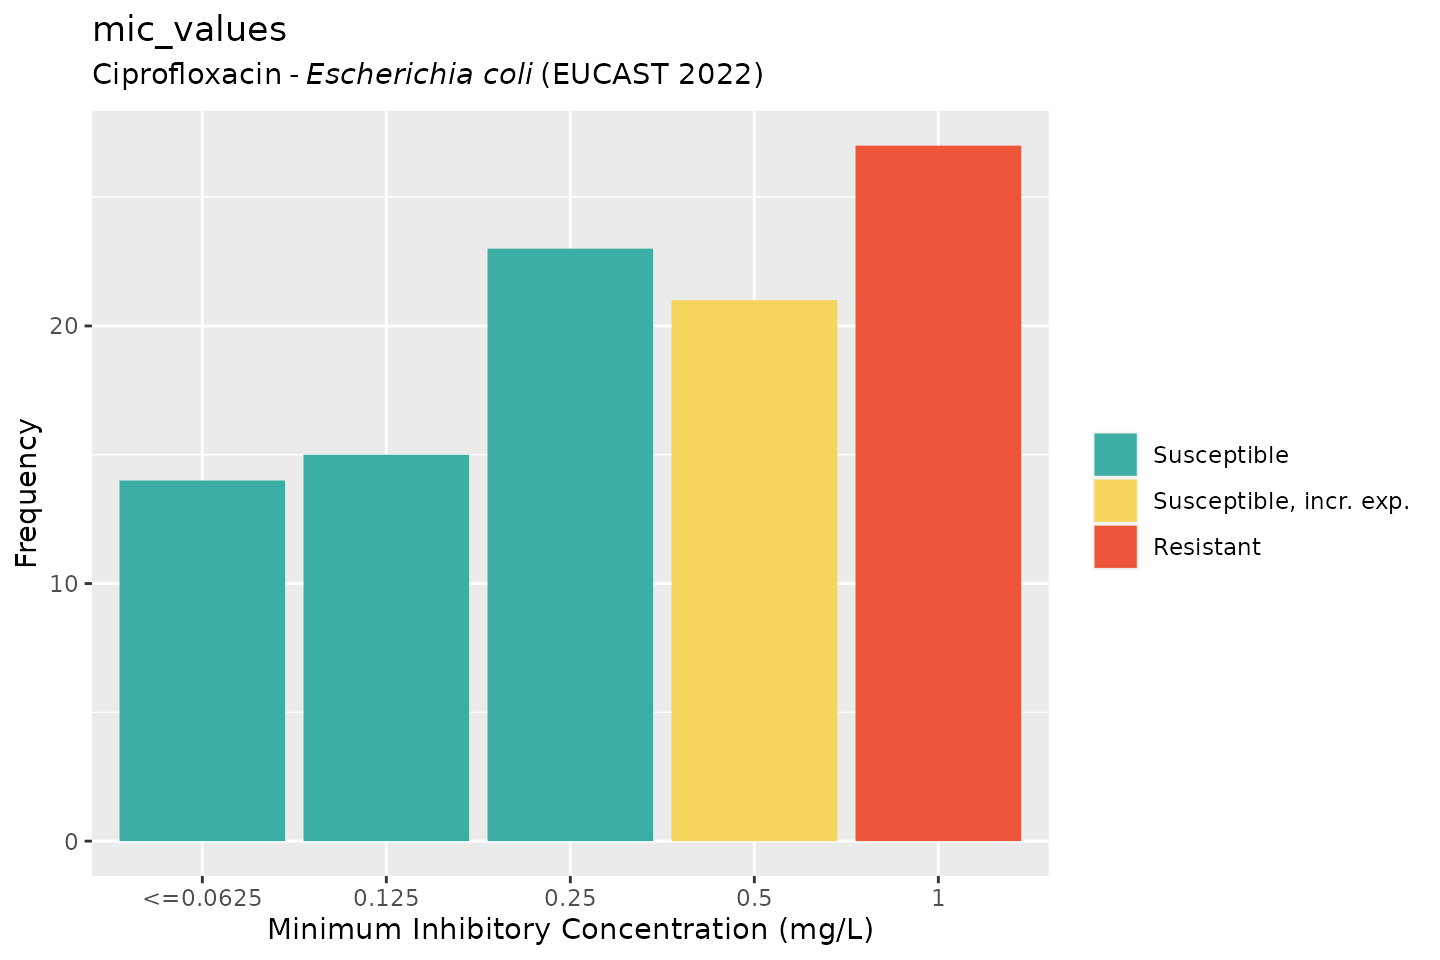 mic_values
Ciprofloxacin - Escherichia coli (EUCAST 2022)
Frequency
20
10
0
<=0.0625 0.125 0.25 0.5 1
Minimum Inhibitory Concentration (mg/L)
Susceptible
Susceptible, incr. exp.
Resistant